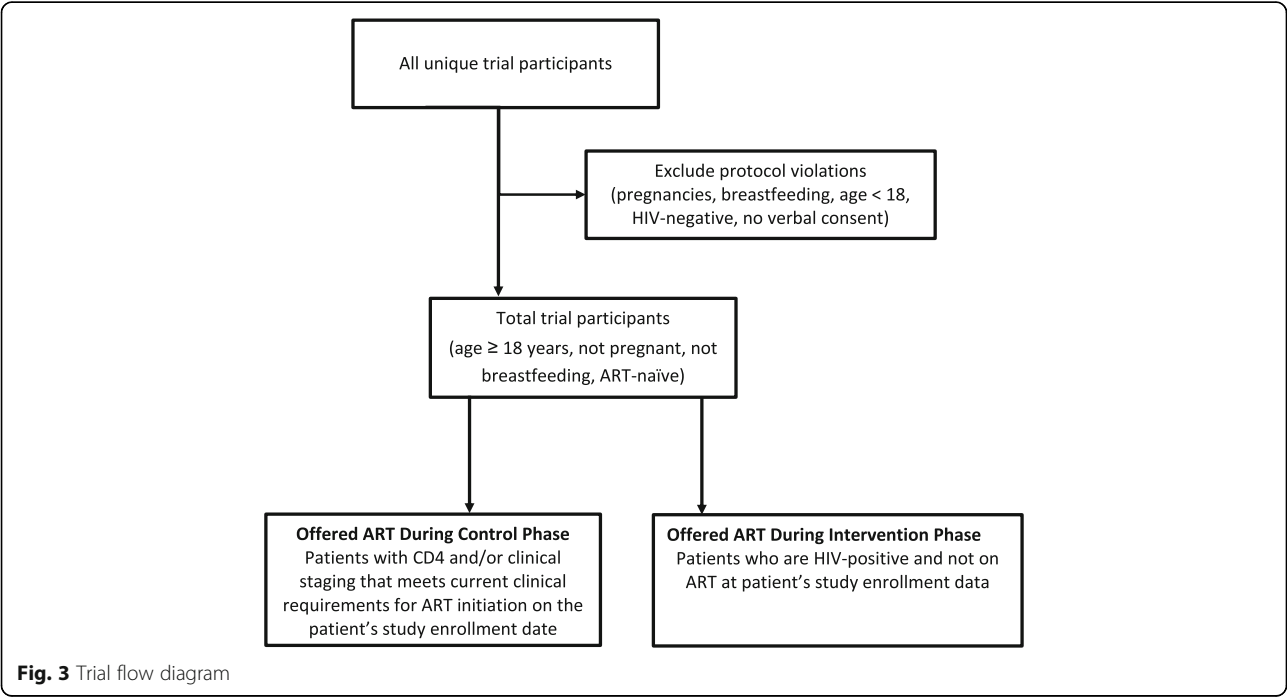 All unique trial participants
Exclude protocol violations
(pregnancies, breastfeeding, age < 18,
HIV-negative, no verbal consent)
Total trial participants
(age ≥ 18 years, not pregnant, not
breastfeeding, ART-naïve)
Offered ART During Control Phase
Patients with CD4 and/or clinical
staging that meets current clinical
requirements for ART initiation on the
patient’s study enrollment date
Offered ART During Intervention Phase
Patients who are HIV-positive and not on
ART at patient’s study enrollment data
Fig. 3 Trial flow diagram